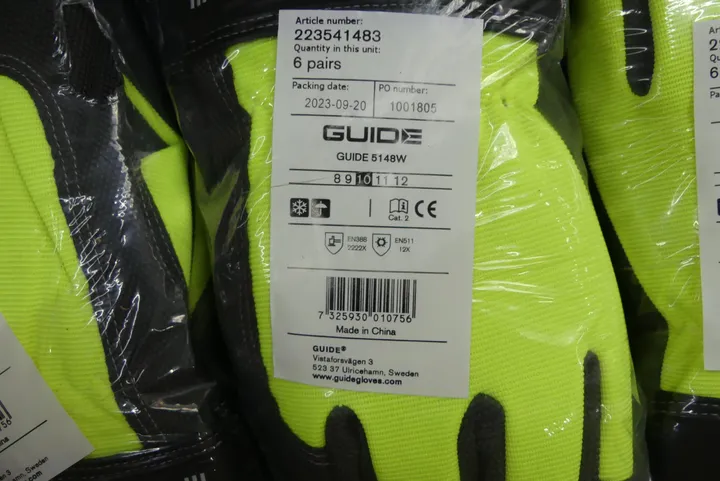 Article number:
223541483
Quantity in this unit:
6 pairs
Packing date:
PO number:
2023-09-20
1001805
GUIDE
GUIDE 5148W
8 9 10 11 12
Cat. 2
CE
EN388
2222X
EN511
12X
7 325930 010756
Made in China
GUIDE®
Vistaforsvägen 3
523 37 Ulricehamn, Sweden
www.guidegloves.com